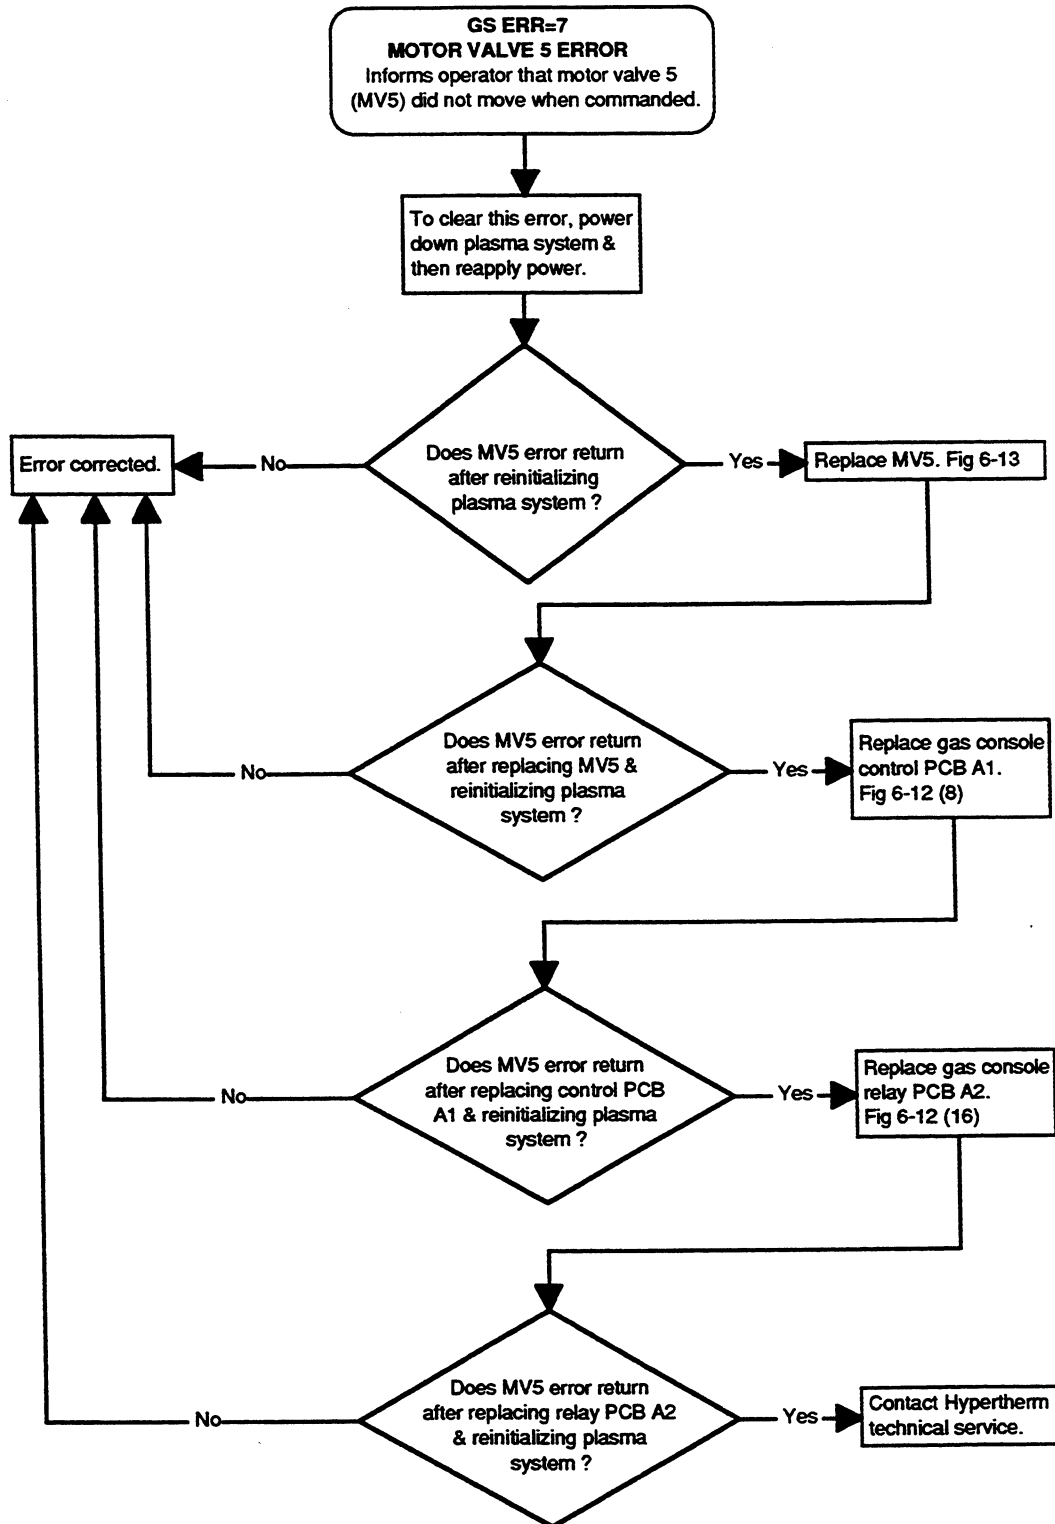 GS ERR=7
MOTOR VALVE 5 ERROR
Informs operator that motor valve 5
(MV5) did not move when commanded.
To clear this error, power
down plasma system &
then reapply power.
Does MV5 error return
after reinitializing
plasma system ?
No
Error corrected.
Yes
Replace MV5. Fig 6-13
Does MV5 error return
after replacing MV5 &
reinitializing plasma
system ?
No
Yes
Replace gas console
control PCB A1.
Fig 6-12 (8)
Does MV5 error return
after replacing control PCB
A1 & reinitializing plasma
system ?
No
Yes
Replace gas console
relay PCB A2.
Fig 6-12 (16)
Does MV5 error return
after replacing relay PCB A2
& reinitializing plasma
system ?
No
Yes
Contact Hypertherm
technical service.